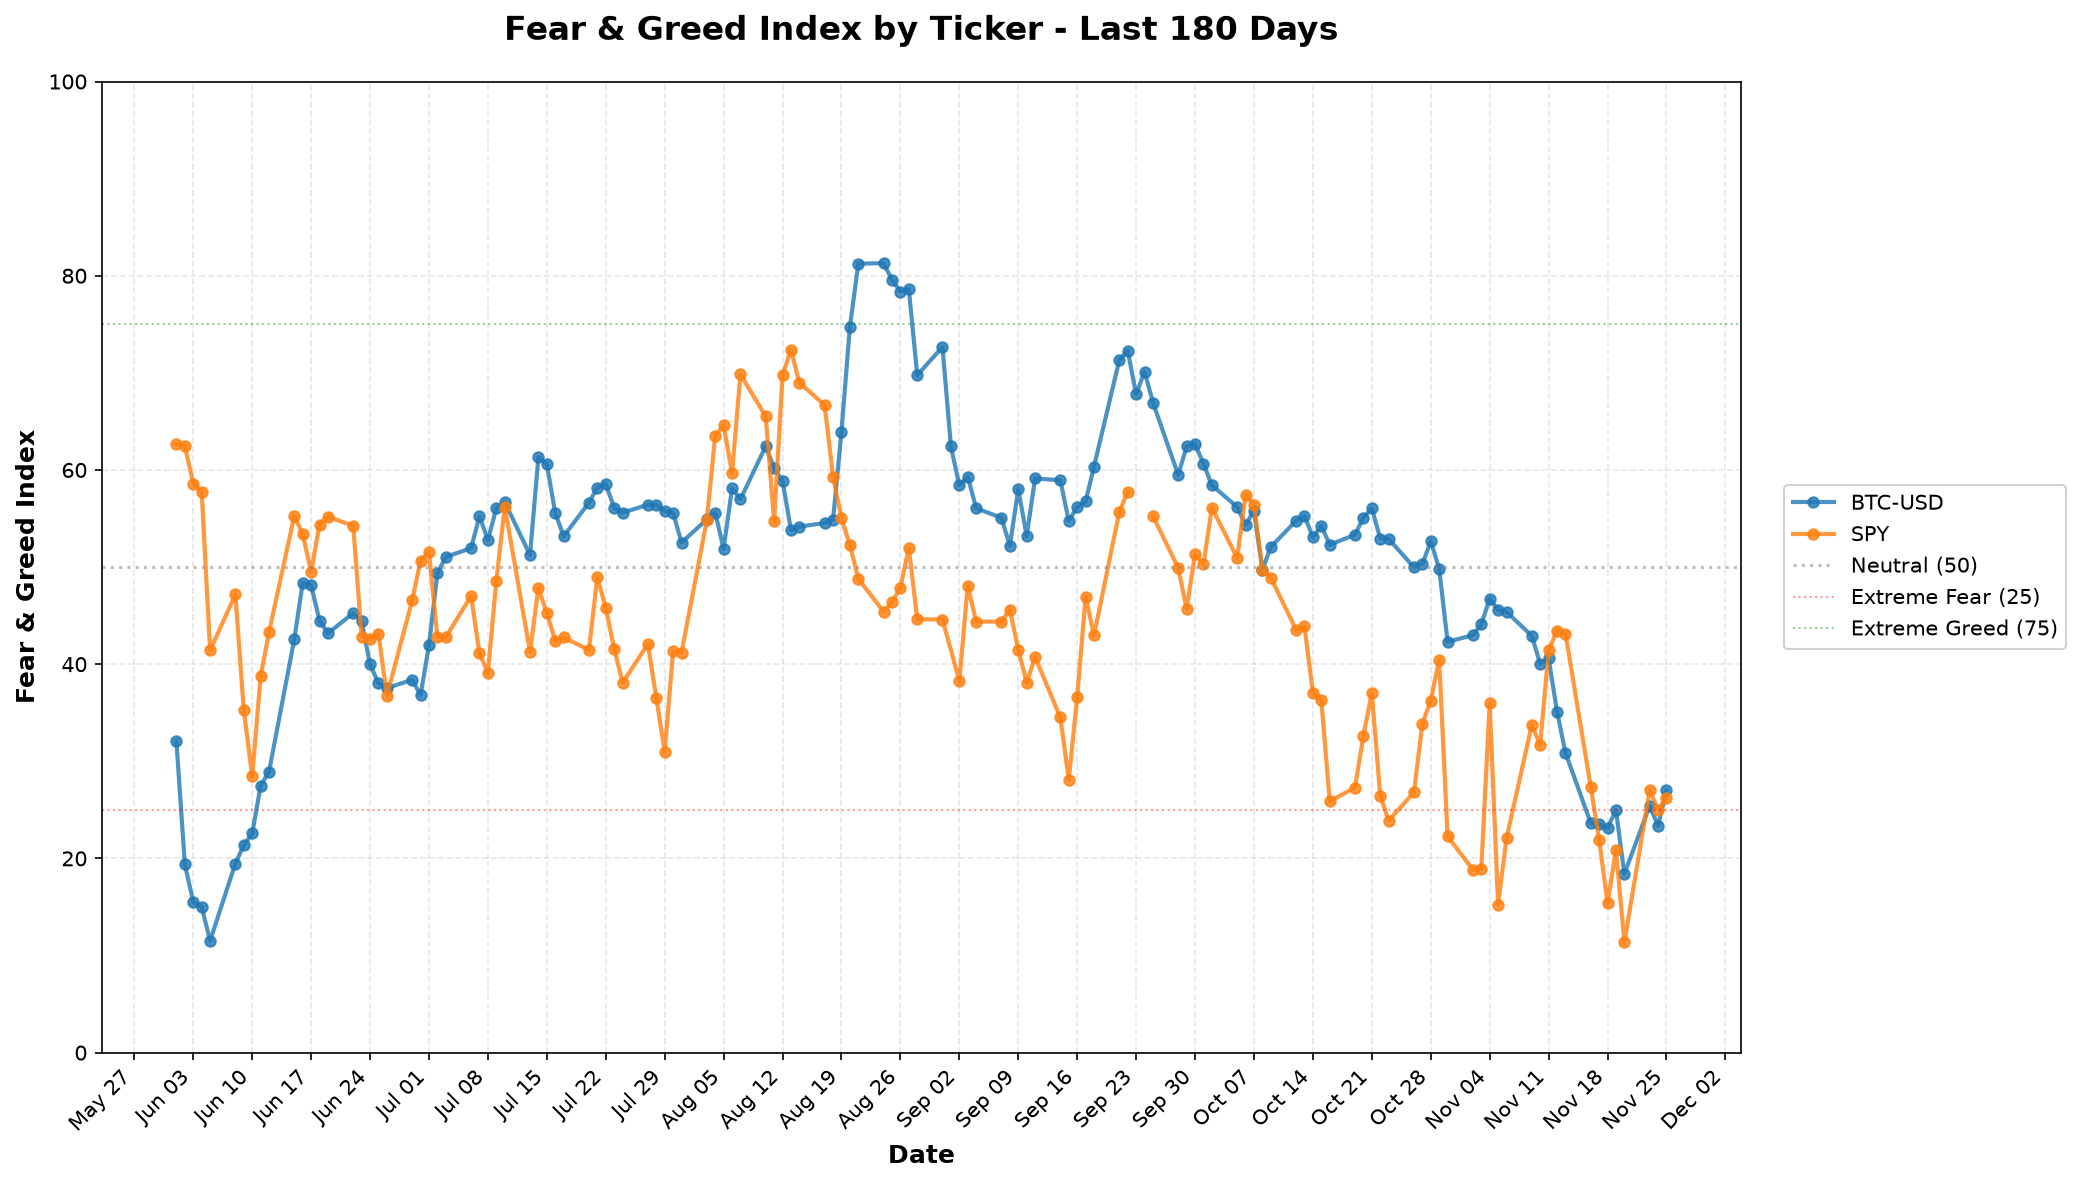 Fear & Greed Index by Ticker - Last 180 Days
Fear & Greed Index
100
80
60
40
20
0
BTC-USD
SPY
Neutral (50)
Extreme Fear (25)
Extreme Greed (75)
May 27
Jun 03
Jun 10
Jun 17
Jun 24
Jul 01
Jul 08
Jul 15
Jul 22
Jul 29
Aug 05
Aug 12
Aug 19
Aug 26
Sep 02
Sep 09
Sep 16
Sep 23
Sep 30
Oct 07
Oct 14
Oct 21
Oct 28
Nov 04
Nov 11
Nov 18
Nov 25
Dec 02
Date